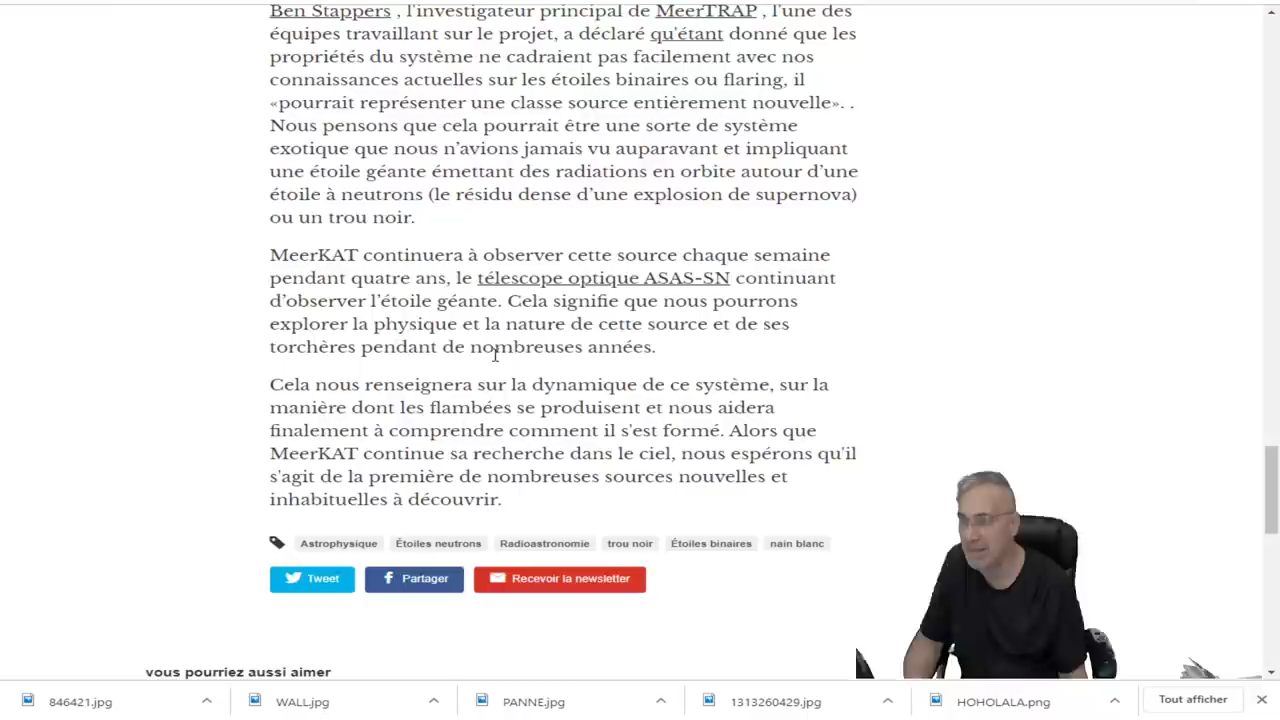 Ben Stappers , l'investigateur principal de MeerTRAP , l'une des
équipes travaillant sur le projet, a déclaré qu'étant donné que les
propriétés du système ne cadraient pas facilement avec nos
connaissances actuelles sur les étoiles binaires ou flaring, il
«pourrait représenter une classe source entièrement nouvelle». .
Nous pensons que cela pourrait être une sorte de système
exotique que nous n’avions jamais vu auparavant et impliquant
une étoile géante émettant des radiations en orbite autour d’une
étoile à neutrons (le résidu dense d’une explosion de supernova)
ou un trou noir.
MeerKAT continuera à observer cette source chaque semaine
pendant quatre ans, le télescope optique ASAS-SN continuant
d’observer l’étoile géante. Cela signifie que nous pourrons
explorer la physique et la nature de cette source et de ses
torchères pendant de nombreuses années.
Cela nous renseignera sur la dynamique de ce système, sur la
manière dont les flambées se produisent et nous aidera
finalement à comprendre comment il s'est formé. Alors que
MeerKAT continue sa recherche dans le ciel, nous espérons qu'il
s'agit de la première de nombreuses sources nouvelles et
inhabituelles à découvrir.
Astrophysique Étoiles neutrons Radioastronomie trou noir Étoiles binaires nain blanc
Tweet Partager Recevoir la newsletter
vous pourriez aussi aimer
846421.jpg WALL.jpg PANNE.jpg 1313260429.jpg HOHOLALA.png Tout afficher